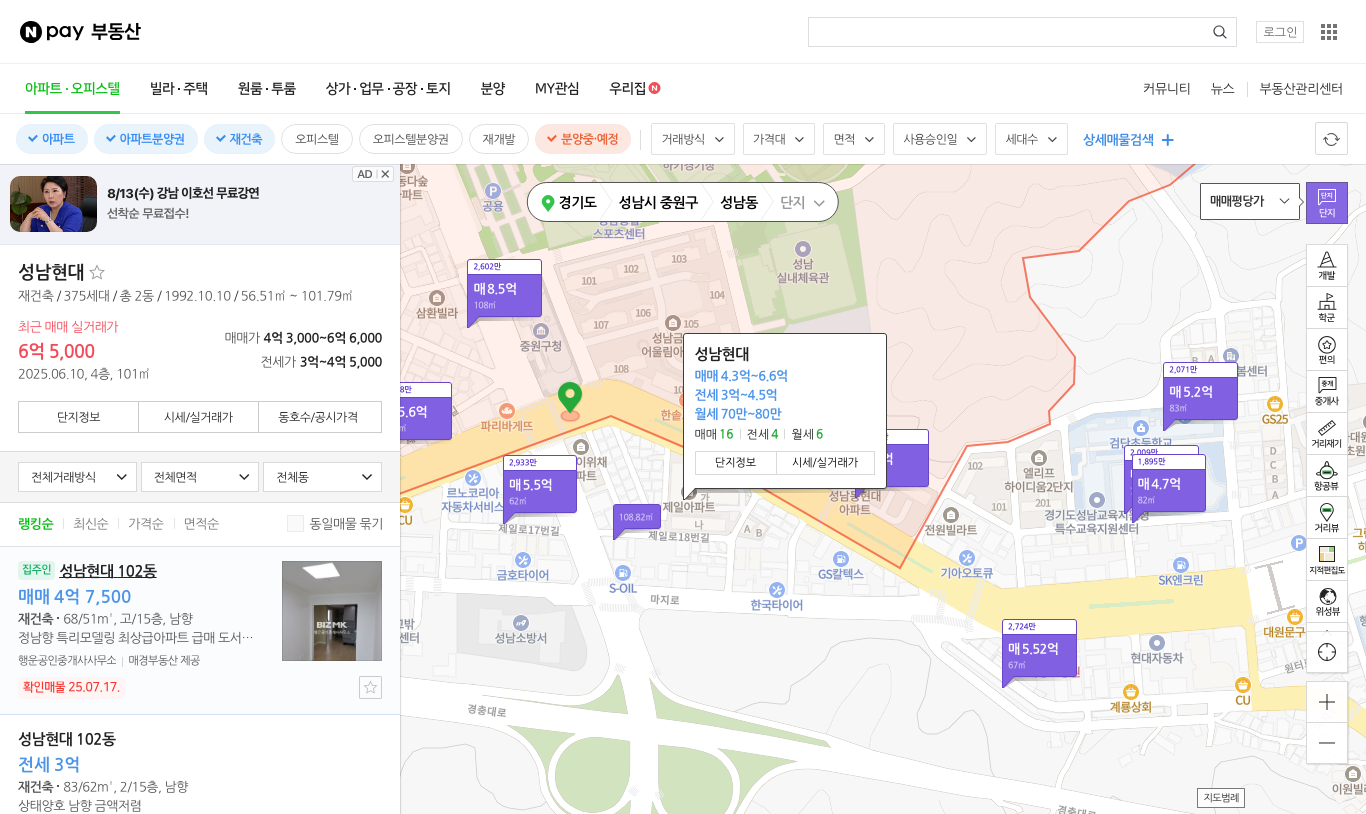 N pay 부동산
로그인
아파트·오피스텔 빌라·주택 원룸·투룸 상가·업무·공장·토지 분양 MY관심 우리집 N
커뮤니티 뉴스 부동산관리센터
아파트 아파트분양권 재건축 오피스텔 오피스텔분양권 재개발 분양중·예정
거래방식 가격대 면적 사용승인일 세대수 상세매물검색
AD
8/13(수) 강남 이호선 무료강연
선착순 무료접수!
성남현대
재건축 / 375세대 / 총 2동 / 1992.10.10 / 56.51㎡ ~ 101.79㎡
최근 매매 실거래가
6억 5,000
2025.06.10, 4층, 101㎡
매매가 4억 3,000~6억 6,000
전세가 3억~4억 5,000
단지정보 시세/실거래가 동호수/공시가격
전체거래방식 전체면적 전체동
랭킹순 최신순 가격순 면적순 동일매물 묶기
집주인 성남현대 102동
매매 4억 7,500
재건축 · 68/51㎡, 고/15층, 남향
정남향 특리모델링 최상급아파트 급매 도서…
행운공인중개사사무소 매경부동산 제공
확인매물 25.07.17.
BIZMK
성남현대 102동
전세 3억
재건축 · 83/62㎡, 2/15층, 남향
상태양호 남향 금액저렴
경기도 성남시 중원구 성남동 단지
매매평당가
단지
단지
개발
학군
편의
중개
중개사
거리재기
항공뷰
거리뷰
지적편집도
위성뷰
지도범례
공용
스포츠센터
성남
실내체육관
2,602만
매 8.5억
108㎡
삼환빌라
중원구청
101
102
103
104
105
106
107
108
성남현대
매매 4.3억~6.6억
전세 3억~4.5억
월세 70만~80만
매매 16 전세 4 월세 6
단지정보 시세/실거래가
5.6억
파리바게뜨
2,933만
매 5.5억
62㎡
르노코리아
자동차서비스
108,82㎡
제일아파트
가
나
A
B
제일로17번길
제일로18번길
금호타이어
S-OIL
마지로
한국타이어
성남소방서
GS칼텍스
기아오토큐
전원빌라트
성남동현대
아파트
102
101
엘리프
하이디움2단지
201
2,071만
매 5.2억
83㎡
GS25
검단초등학교
2,009만
1,895만
매 4.7억
82㎡
경기도성남교육지원청
특수교육지원센터
D
C
B
A
SK엔크린
2,724만
매 5.52억
67㎡
현대자동차
대원문구
계룡상회
CU
CU
경충대로
경충대로